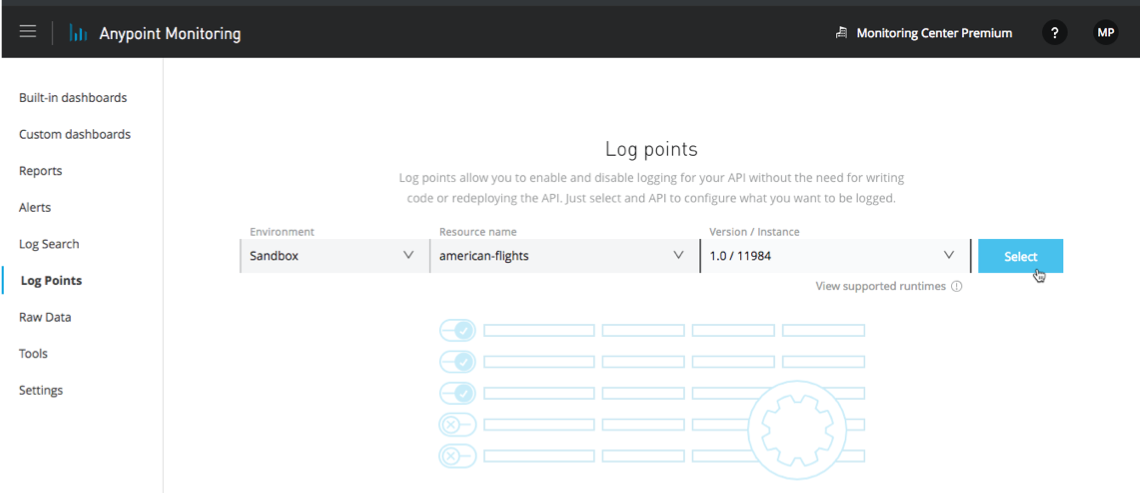 Anypoint Monitoring
Monitoring Center Premium
?
MP
Built-in dashboards
Custom dashboards
Reports
Alerts
Log Search
Log Points
Raw Data
Tools
Settings
Log points
Log points allow you to enable and disable logging for your API without the need for writing
code or redeploying the API. Just select and API to configure what you want to be logged.
Environment
Resource name
Version / Instance
Sandbox
american-flights
1.0 / 11984
Select
View supported runtimes